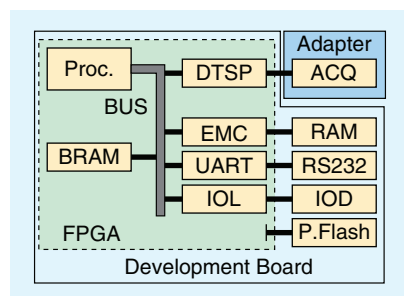 Adapter
Proc.
DTSP
ACQ
BUS
EMC
RAM
BRAM
UART
RS232
IOL
IOD
FPGA
P.Flash
Development Board